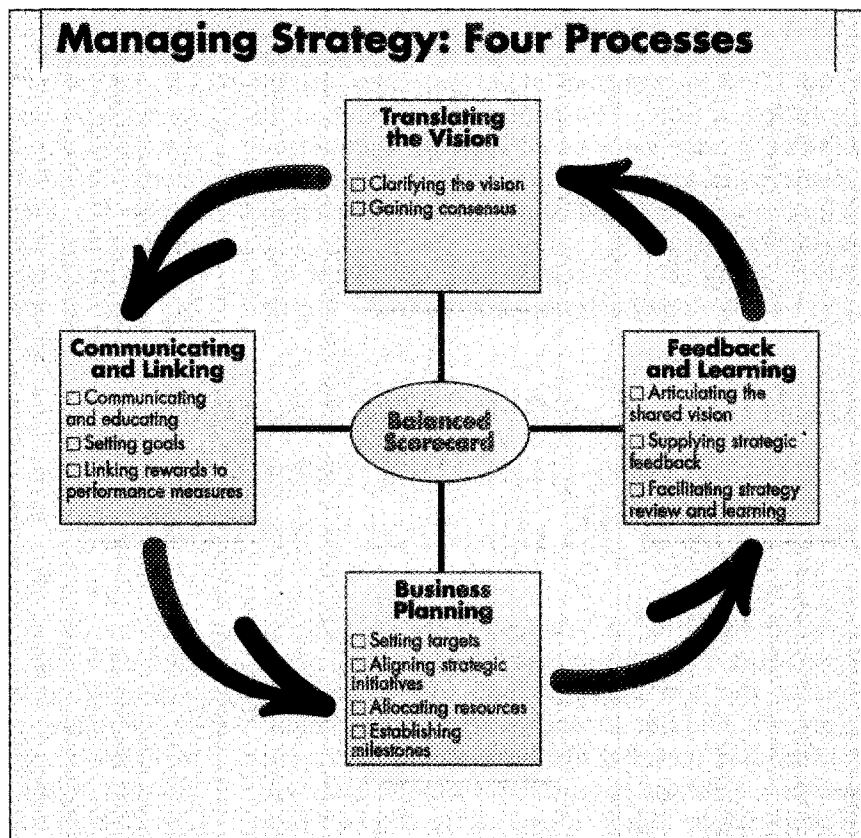 Managing Strategy: Four Processes
Translating
the Vision
Clarifying the vision
Gaining consensus
Communicating
and Linking
Communicating
and educating
Setting goals
Linking rewards to
performance measures
Balanced
Scorecard
Feedback
and Learning
Articulating the
shared vision
Supplying strategic
feedback
Facilitating strategy
review and learning
Business
Planning
Setting targets
Aligning strategic
initiatives
Allocating resources
Establishing
milestones